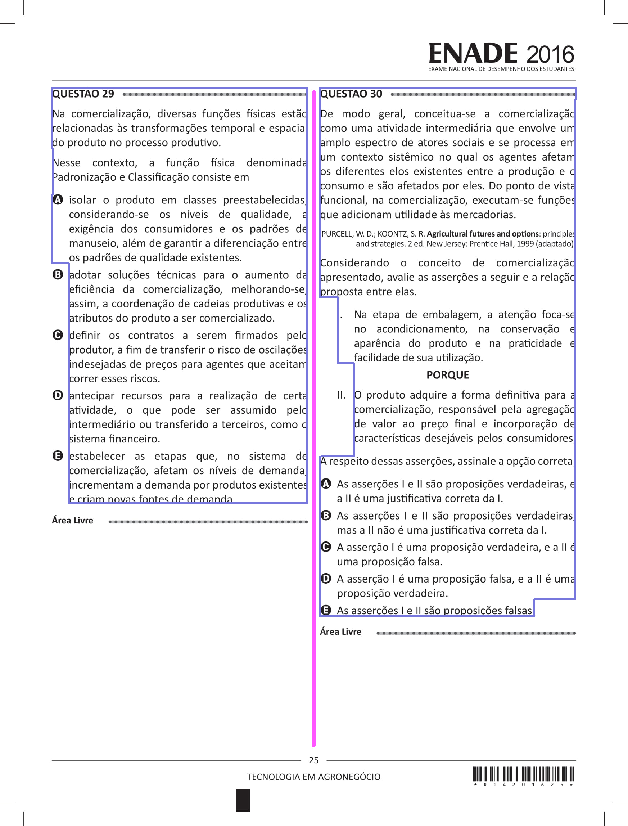 ENADE 2016
EXAME NACIONAL DE DESEMPENHO DOS ESTUDANTES
QUESTÃO 29
Na comercialização, diversas funções físicas estão
relacionadas às transformações temporal e espacial
do produto no processo produtivo.
Nesse contexto, a função física denominada
Padronização e Classificação consiste em
A isolar o produto em classes preestabelecidas,
considerando-se os níveis de qualidade, a
exigência dos consumidores e os padrões de
manuseio, além de garantir a diferenciação entre
os padrões de qualidade existentes.
B adotar soluções técnicas para o aumento da
eficiência da comercialização, melhorando-se,
assim, a coordenação de cadeias produtivas e os
atributos do produto a ser comercializado.
C definir os contratos a serem firmados pelo
produtor, a fim de transferir o risco de oscilações
indesejadas de preços para agentes que aceitam
correr esses riscos.
D antecipar recursos para a realização de certa
atividade, o que pode ser assumido pelo
intermediário ou transferido a terceiros, como o
sistema financeiro.
E estabelecer as etapas que, no sistema de
comercialização, afetam os níveis de demanda,
incrementam a demanda por produtos existentes
e criam novas fontes de demanda
Área Livre
QUESTÃO 30
De modo geral, conceitua-se a comercialização
como uma atividade intermediária que envolve um
amplo espectro de atores sociais e se processa em
um contexto sistêmico no qual os agentes afetam
os diferentes elos existentes entre a produção e o
consumo e são afetados por eles. Do ponto de vista
funcional, na comercialização, executam-se funções
que adicionam utilidade às mercadorias.
PURCELL, W. D.; KOONTZ, S. R. Agricultural futures and options: principles
and strategies. 2 ed. New Jersey: Prentice Hall, 1999 (adaptado).
Considerando o conceito de comercialização
apresentado, avalie as asserções a seguir e a relação
proposta entre elas.
I. Na etapa de embalagem, a atenção foca-se
no acondicionamento, na conservação e
aparência do produto e na praticidade e
facilidade de sua utilização.
PORQUE
II. O produto adquire a forma definitiva para a
comercialização, responsável pela agregação
de valor ao preço final e incorporação de
características desejáveis pelos consumidores.
A respeito dessas asserções, assinale a opção correta.
A As asserções I e II são proposições verdadeiras, e
a II é uma justificativa correta da I.
B As asserções I e II são proposições verdadeiras,
mas a II não é uma justificativa correta da I.
C A asserção I é uma proposição verdadeira, e a II é
uma proposição falsa.
D A asserção I é uma proposição falsa, e a II é uma
proposição verdadeira.
E As asserções I e II são proposições falsas.
Área Livre
25
TECNOLOGIA EM AGRONEGÓCIO